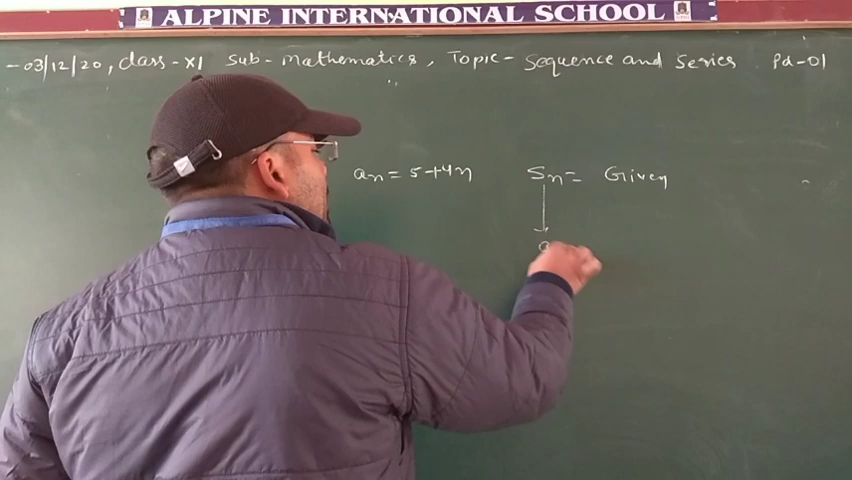 ALPINE INTERNATIONAL SCHOOL
-03/12/20, Class-XI Sub-Mathematics, Topic-Sequence and Series Pd-01
an=5+4n Sn= Given
a